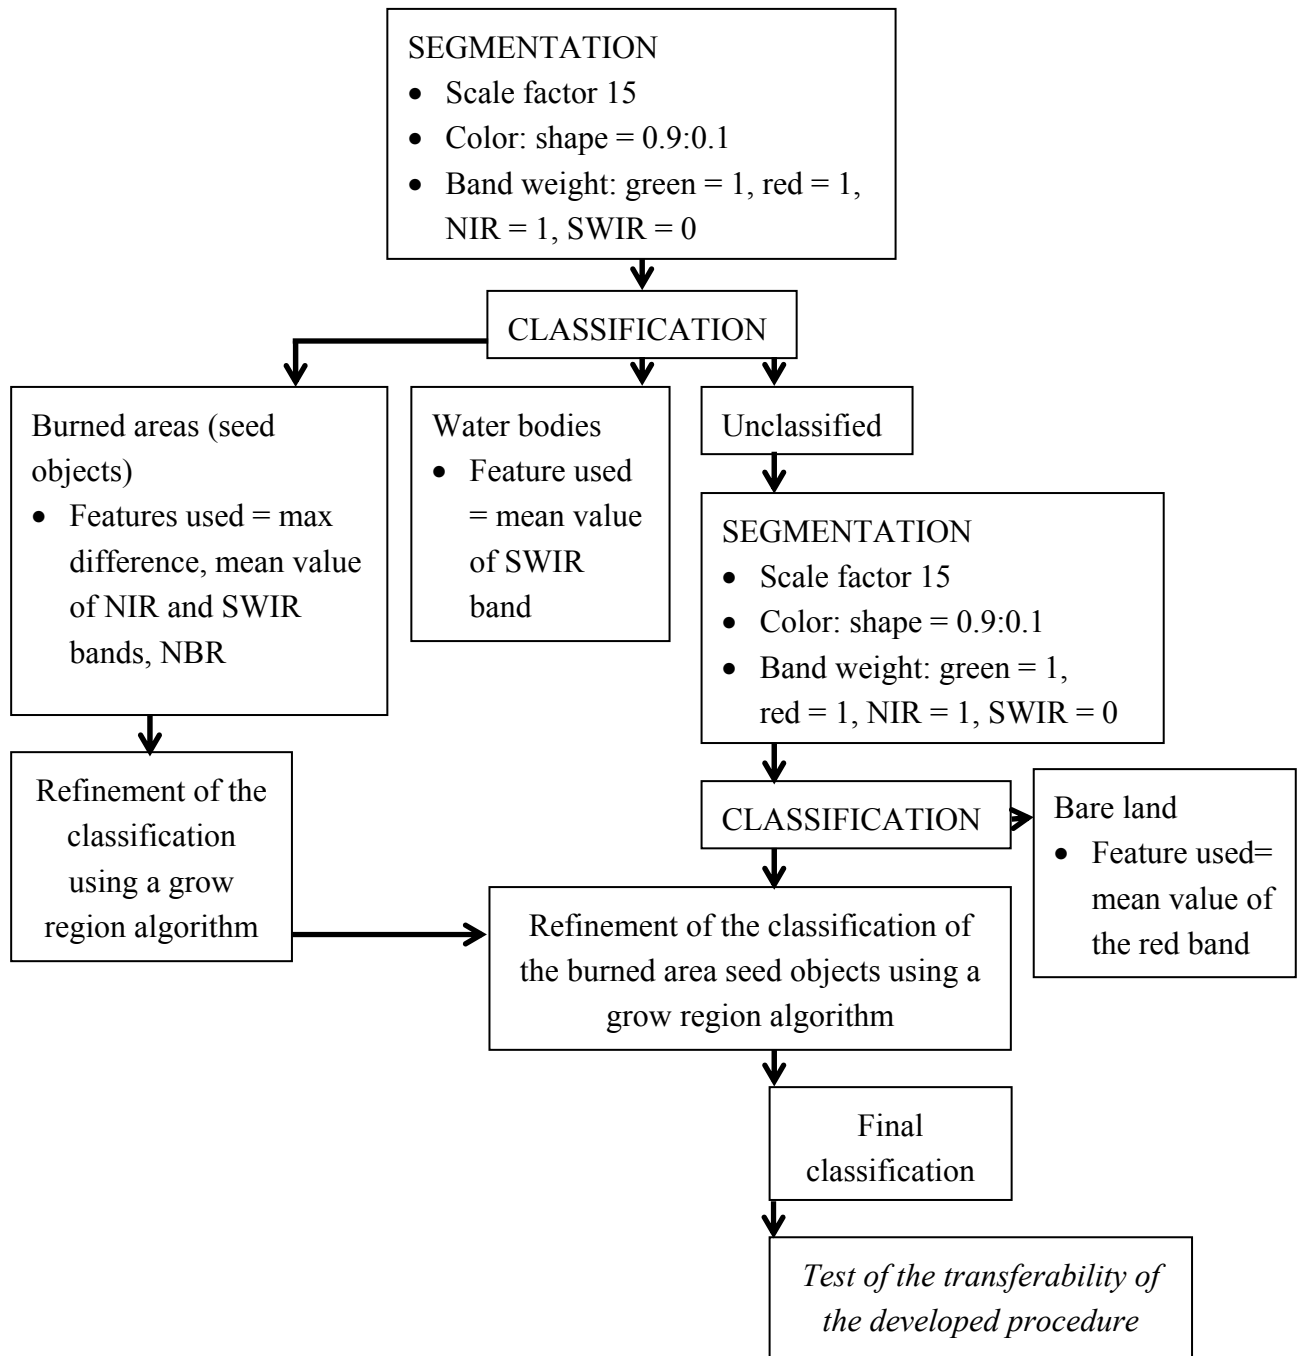 SEGMENTATION
• Scale factor 15
• Color: shape = 0.9:0.1
• Band weight: green = 1, red = 1,
NIR = 1, SWIR = 0
CLASSIFICATION
Burned areas (seed
objects)
• Features used = max
difference, mean value
of NIR and SWIR
bands, NBR
Water bodies
• Feature used
= mean value
of SWIR
band
Unclassified
SEGMENTATION
• Scale factor 15
• Color: shape = 0.9:0.1
• Band weight: green = 1,
red = 1, NIR = 1, SWIR = 0
Refinement of the
classification
using a grow
region algorithm
CLASSIFICATION
Bare land
• Feature used=
mean value of
the red band
Refinement of the classification of
the burned area seed objects using a
grow region algorithm
Final
classification
Test of the transferability of
the developed procedure